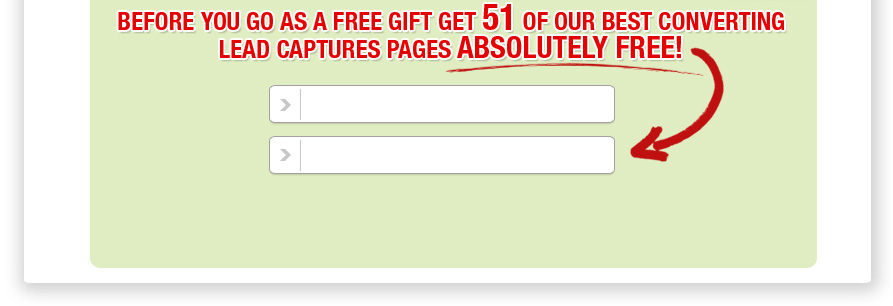 BEFORE YOU GO AS A FREE GIFT GET 51 OF OUR BEST CONVERTING
LEAD CAPTURES PAGES ABSOLUTELY FREE!